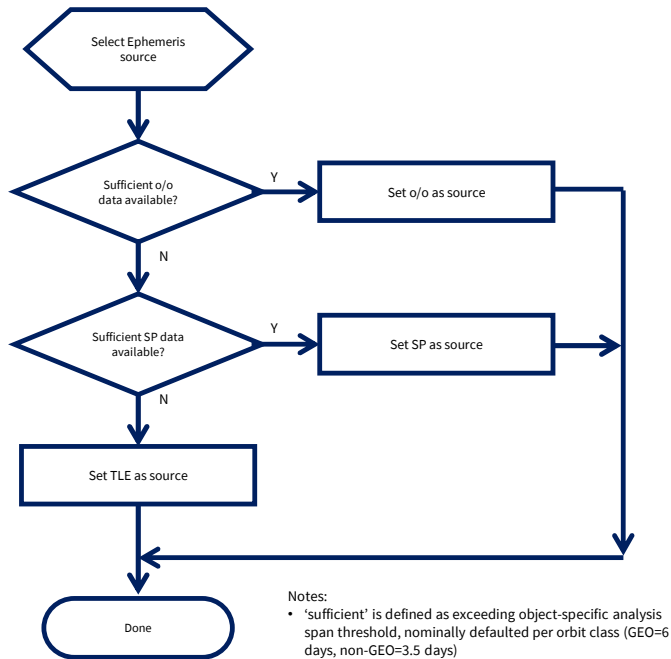 Select Ephemeris
source
Sufficient o/o
data available?
Y
Set o/o as source
N
Sufficient SP data
available?
Y
Set SP as source
N
Set TLE as source
Done
Notes:
• ‘sufficient’ is defined as exceeding object-specific analysis
span threshold, nominally defaulted per orbit class (GEO=6
days, non-GEO=3.5 days)